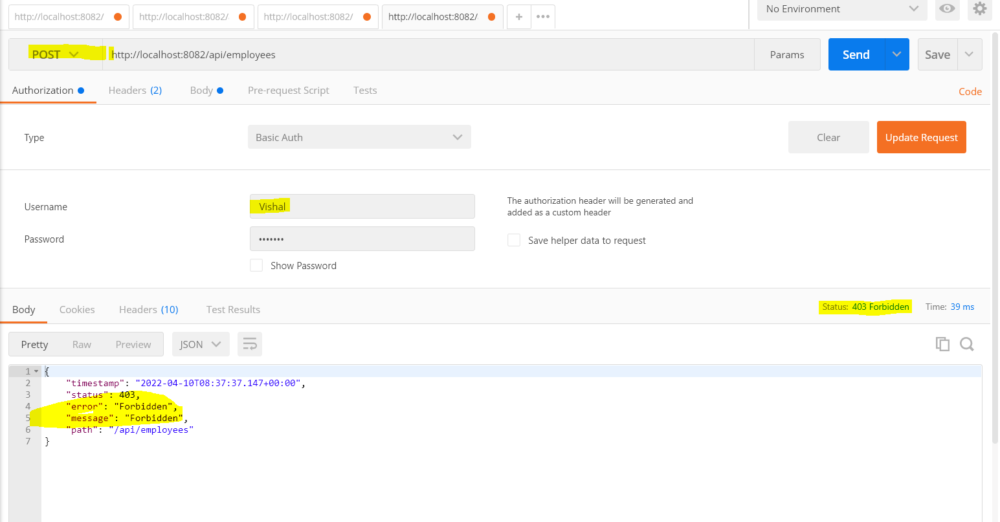 http://localhost:8082/ http://localhost:8082/ http://localhost:8082/ http://localhost:8082/ + ••• No Environment
POST http://localhost:8082/api/employees Params Send Save
Authorization Headers (2) Body Pre-request Script Tests Code
Type Basic Auth Clear Update Request
Username Vishal The authorization header will be generated and
added as a custom header
Password ••••••• Save helper data to request
Show Password
Body Cookies Headers (10) Test Results Status: 403 Forbidden Time: 39 ms
Pretty Raw Preview JSON
1 {
2 "timestamp": "2022-04-10T08:37:37.147+00:00",
3 "status": 403,
4 "error": "Forbidden",
5 "message": "Forbidden",
6 "path": "/api/employees"
7 }